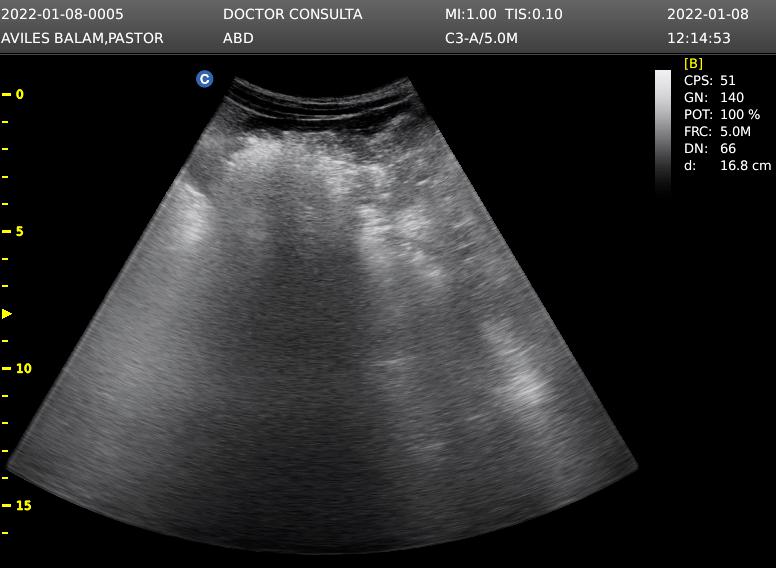 2022-01-08-0005 DOCTOR CONSULTA MI:1.00 TIS:0.10 2022-01-08
AVILES BALAM,PASTOR ABD C3-A/5.0M 12:14:53
C
[B]
CPS: 51
GN: 140
POT: 100 %
FRC: 5.0M
DN: 66
d: 16.8 cm
0
5
10
15